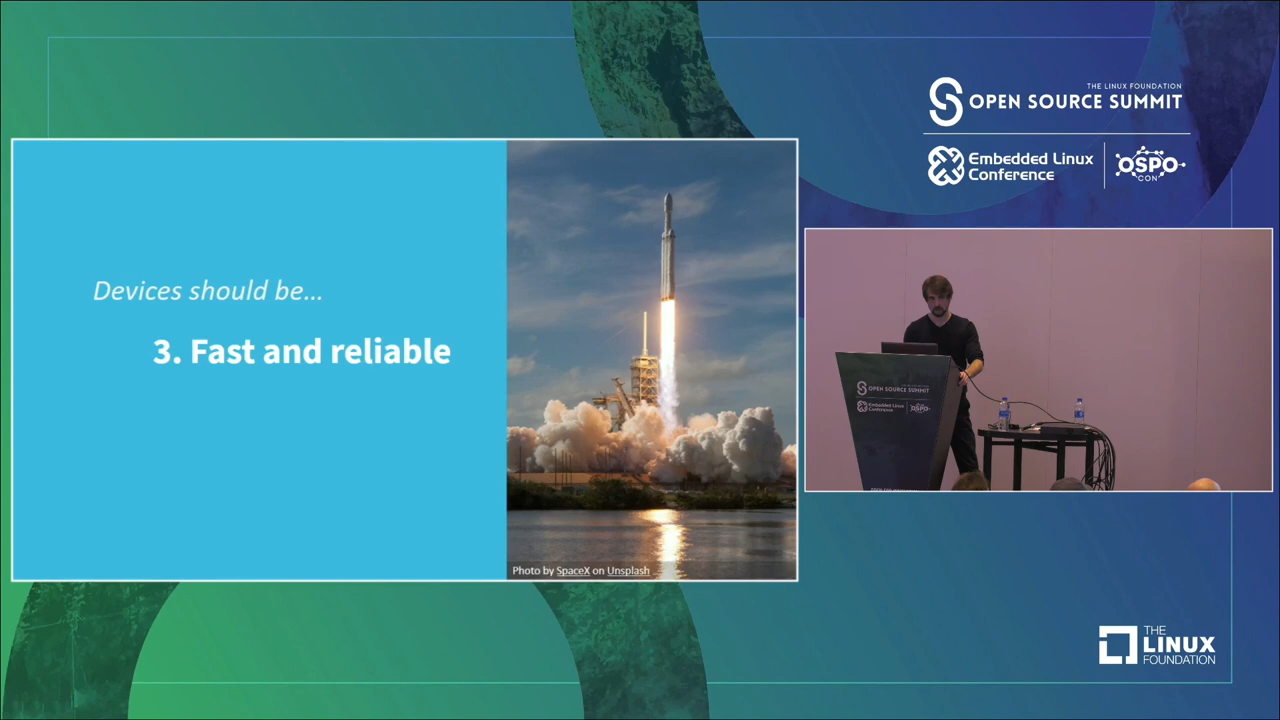 THE LINUX FOUNDATION
OPEN SOURCE SUMMIT
Embedded Linux
Conference
OSPO
CON
Devices should be...
3. Fast and reliable
Photo by SpaceX on Unsplash
OPEN SOURCE SUMMIT
Embedded Linux
Conference
OSPO
CON
THE
LINUX
FOUNDATION